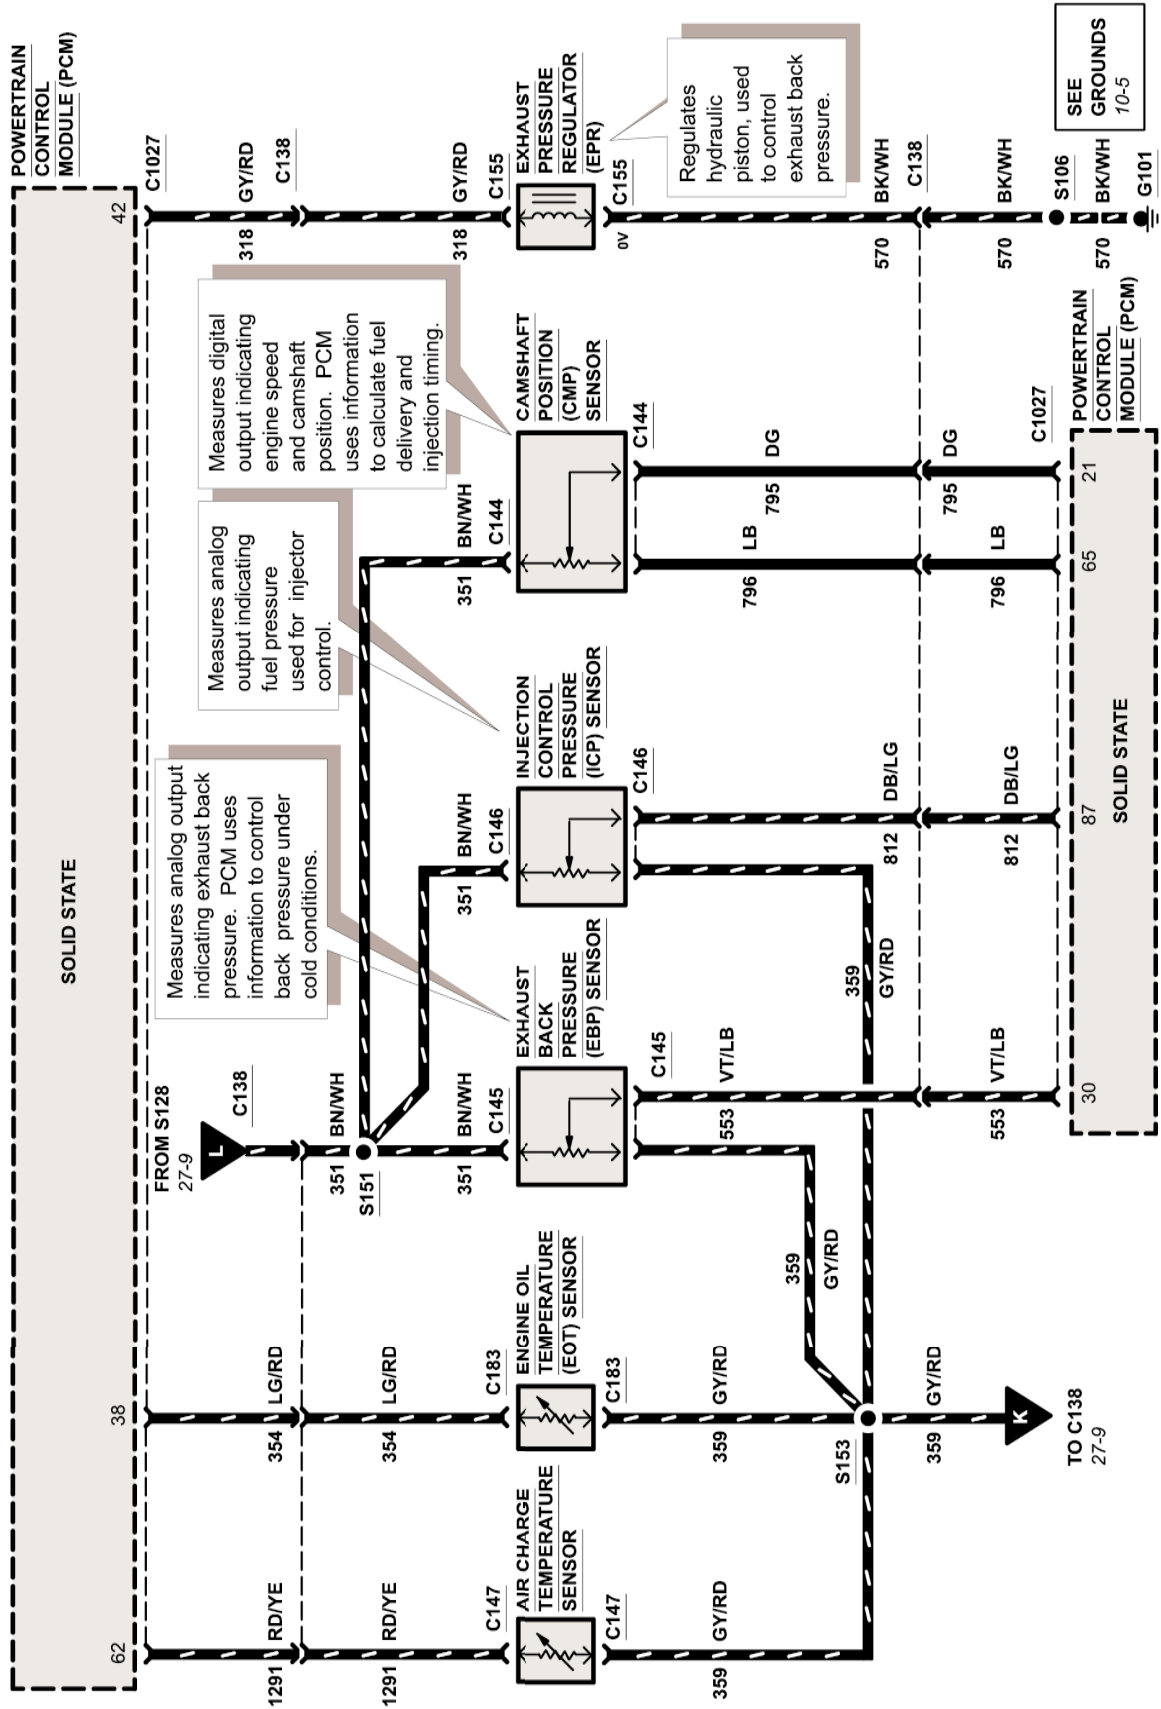 POWERTRAIN
CONTROL
MODULE (PCM)
SOLID STATE
62
38
42
C1027
1291
RD/YE
354
LG/RD
FROM S128
27-9
L
C138
318
GY/RD
C138
Measures analog output
indicating exhaust back
pressure. PCM uses
information to control
back pressure under
cold conditions.
Measures analog
output indicating
fuel pressure
used for injector
control.
Measures digital
output indicating
engine speed
and camshaft
position. PCM
uses information
to calculate fuel
delivery and
injection timing.
351
BN/WH
S151
1291
RD/YE
354
LG/RD
351
BN/WH
351
BN/WH
351
BN/WH
318
GY/RD
C147
C183
C145
C146
C144
C155
AIR CHARGE
TEMPERATURE
SENSOR
ENGINE OIL
TEMPERATURE
(EOT) SENSOR
EXHAUST
BACK
PRESSURE
(EBP) SENSOR
INJECTION
CONTROL
PRESSURE
(ICP) SENSOR
CAMSHAFT
POSITION
(CMP)
SENSOR
EXHAUST
PRESSURE
REGULATOR
(EPR)
C147
C183
C145
C146
C144
C155
0V
Regulates
hydraulic
piston, used
to control
exhaust back
pressure.
359
GY/RD
359
GY/RD
553
VT/LB
796
LB
795
DG
359
GY/RD
359
GY/RD
S153
812
DB/LG
570
BK/WH
C138
359
GY/RD
553
VT/LB
812
DB/LG
796
LB
795
DG
570
BK/WH
K
TO C138
27-9
C1027
S106
30
87
65
21
POWERTRAIN
CONTROL
MODULE (PCM)
SOLID STATE
570
BK/WH
G101
SEE
GROUNDS
10-5